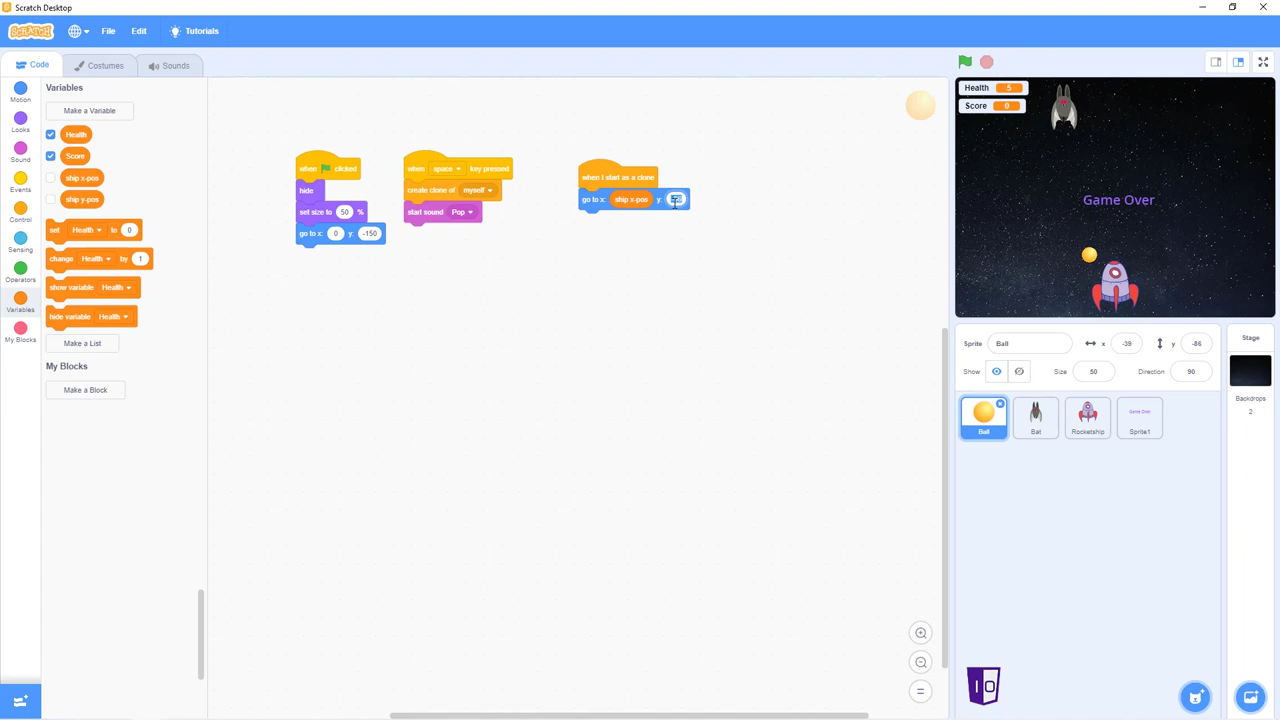 Scratch Desktop
SCRATCH
File
Edit
Tutorials
Code
Costumes
Sounds
Motion
Looks
Sound
Events
Control
Sensing
Operators
Variables
My Blocks
Variables
Make a Variable
Health
Score
ship x-pos
ship y-pos
set Health to 0
change Health by 1
show variable Health
hide variable Health
Make a List
My Blocks
Make a Block
when clicked
hide
set size to 50 %
go to x: 0 y: -150
when space key pressed
create clone of myself
start sound Pop
when I start as a clone
go to x: ship x-pos y:
Health 5
Score 0
Game Over
Sprite Ball x -39 y -86
Show Size 50 Direction 90
Ball
Bat
Rocketship
Game Over
Sprite1
Stage
Backdrops
2
IO